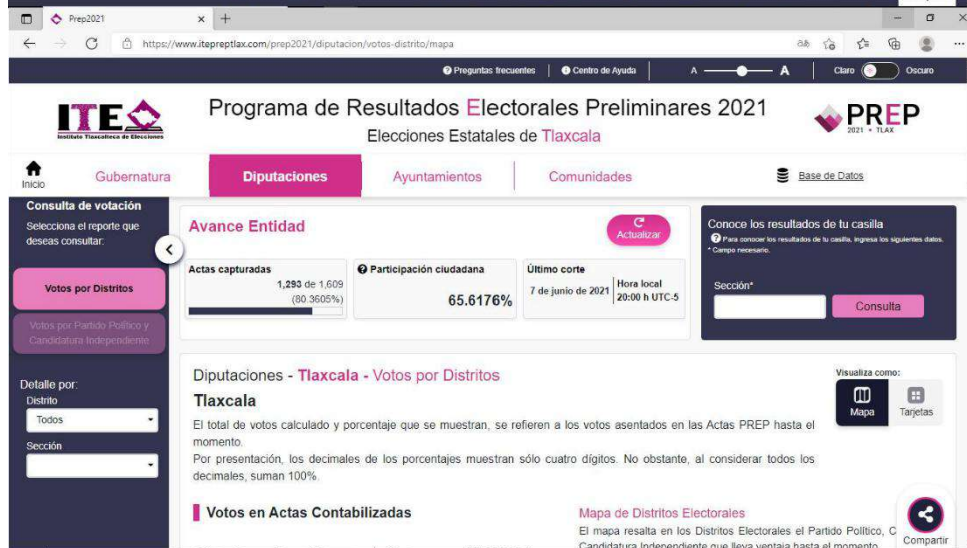 Prep2021
https://www.itepreptlax.com/prep2021/diputacion/votos-distrito/mapa
Preguntas frecuentes
Centro de Ayuda
A
A
Claro
Oscuro
ITE
Instituto Tlaxcalteca de Elecciones
Programa de Resultados Electorales Preliminares 2021
Elecciones Estatales de Tlaxcala
PREP
2021 • TLAX
Inicio
Gubernatura
Diputaciones
Ayuntamientos
Comunidades
Base de Datos
Consulta de votación
Selecciona el reporte que
deseas consultar:
Votos por Distritos
Votos por Partido Político y
Candidatura Independiente
Detalle por:
Distrito
Todos
Sección
Avance Entidad
Actualizar
Actas capturadas
1,293 de 1,609
(80.3605%)
Participación ciudadana
65.6176%
Último corte
7 de junio de 2021
Hora local
20:00 h UTC-5
Conoce los resultados de tu casilla
Para conocer los resultados de tu casilla, ingresa los siguientes datos.
* Campo necesario.
Sección*
Consulta
Diputaciones - Tlaxcala - Votos por Distritos
Tlaxcala
El total de votos calculado y porcentaje que se muestran, se refieren a los votos asentados en las Actas PREP hasta el
momento.
Por presentación, los decimales de los porcentajes muestran sólo cuatro dígitos. No obstante, al considerar todos los
decimales, suman 100%.
Visualiza como:
Mapa
Tarjetas
Votos en Actas Contabilizadas
Mapa de Distritos Electorales
El mapa resalta en los Distritos Electorales el Partido Político, C
Candidatura Independiente que lleva ventaja hasta el momento
Compartir